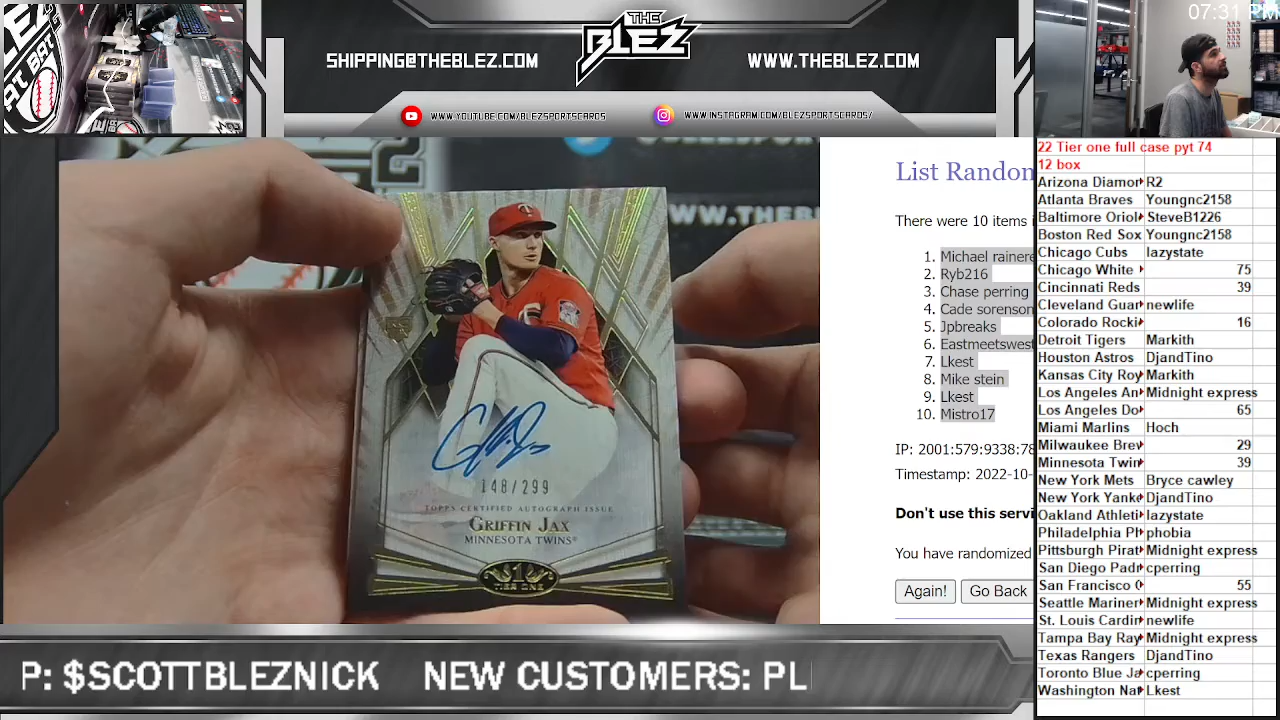 07:31 PM
THE BLEZ
SHIPPING@THEBLEZ.COM
WWW.THEBLEZ.COM
WWW.YOUTUBE.COM/BLEZSPORTSCARDS
WWW.INSTAGRAM.COM/BLEZSPORTSCARDS/
22 Tier one full case pyt 74
12 box
Arizona Diamor R2
Atlanta Braves Youngnc2158
Baltimore Oriol SteveB1226
Boston Red Sox Youngnc2158
Chicago Cubs lazystate
Chicago White 75
Cincinnati Reds 39
Cleveland Guar newlife
Colorado Rocki 16
Detroit Tigers Markith
Houston Astros DjandTino
Kansas City Roy Markith
Los Angeles An Midnight express
Los Angeles Do 65
Miami Marlins Hoch
Milwaukee Brev 29
Minnesota Twin 39
New York Mets Bryce cawley
New York Yanke DjandTino
Oakland Athleti lazystate
Philadelphia Pl phobia
Pittsburgh Pirat Midnight express
San Diego Padr cperring
San Francisco 55
Seattle Mariner Midnight express
St. Louis Cardin newlife
Tampa Bay Ray Midnight express
Texas Rangers DjandTino
Toronto Blue Ja cperring
Washington Nat Lkest
List Randon
There were 10 items i
1. Michael rainere
2. Ryb216
3. Chase perring
4. Cade sorenson
5. Jpbreaks
6. Eastmeetswest
7. Lkest
8. Mike stein
9. Lkest
10. Mistro17
IP: 2001:579:9338:78
Timestamp: 2022-10-
Don't use this servi
You have randomized
Again! Go Back
148/299
TOPPS CERTIFIED AUTOGRAPH ISSUE
GRIFFIN JAX
MINNESOTA TWINS
1
TIER ONE
P: $SCOTTBLEZNICK NEW CUSTOMERS: PL